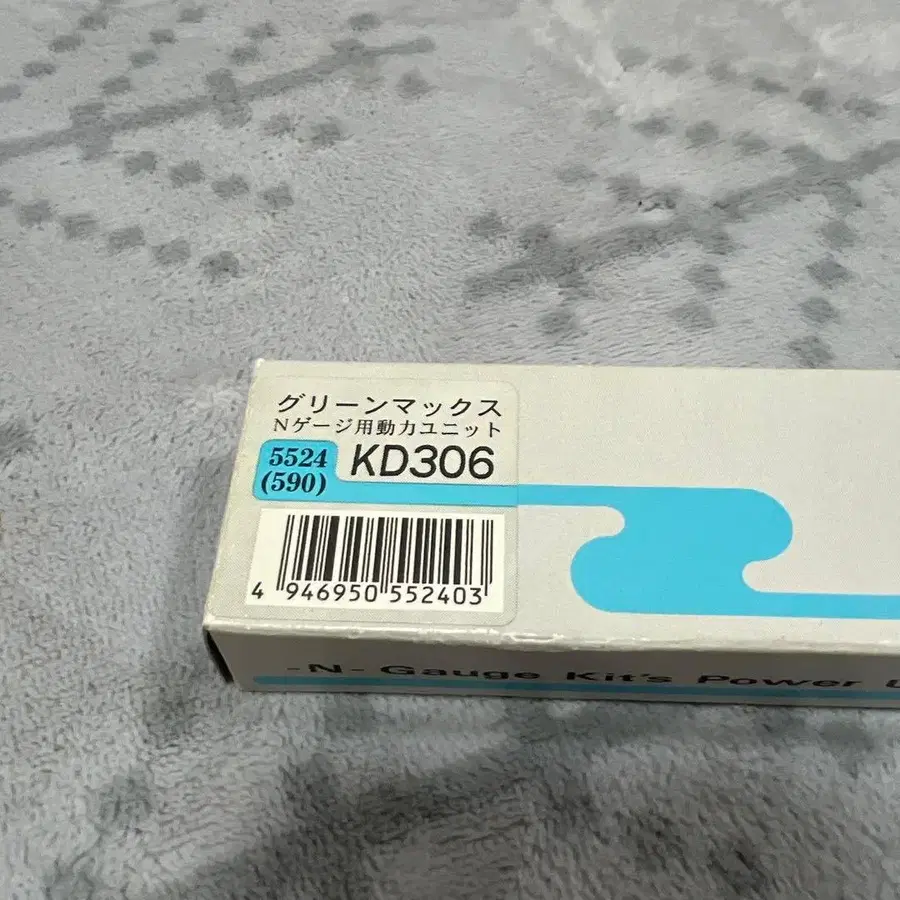 グリーンマックス
Nゲージ用動力ユニット
5524
(590)
KD306
4 946950 552403
-N- Gauge Kit's Power